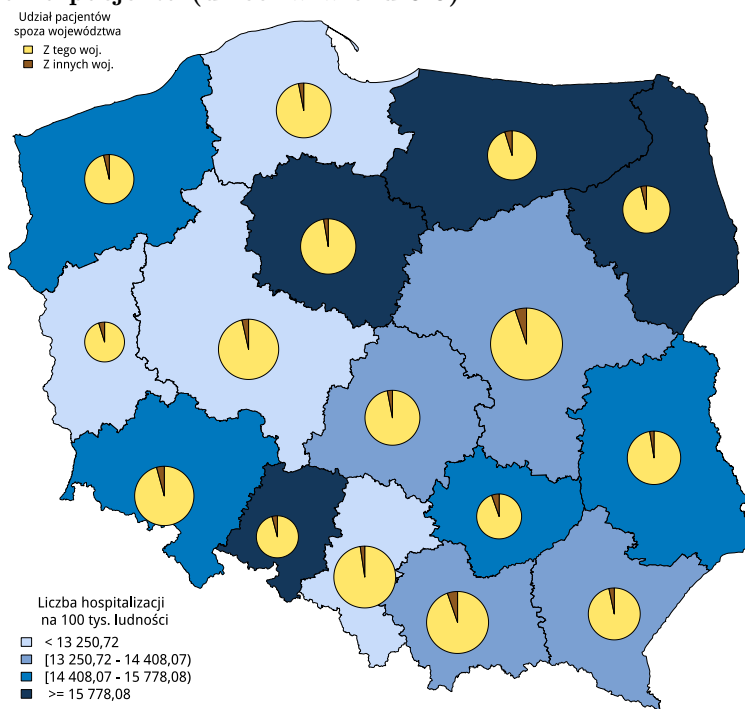 Udział pacjentów
spoza województwa
Z tego woj.
Z innych woj.
Liczba hospitalizacji
na 100 tys. ludności
< 13 250,72
[13 250,72 - 14 408,07)
[14 408,07 - 15 778,08)
>= 15 778,08